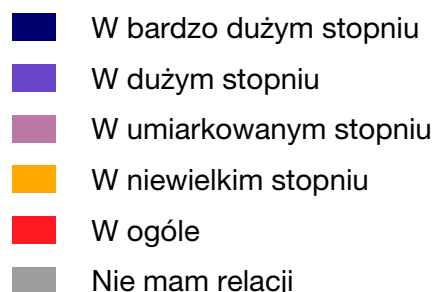 W bardzo dużym stopniu
W dużym stopniu
W umiarkowanym stopniu
W niewielkim stopniu
W ogóle
Nie mam relacji